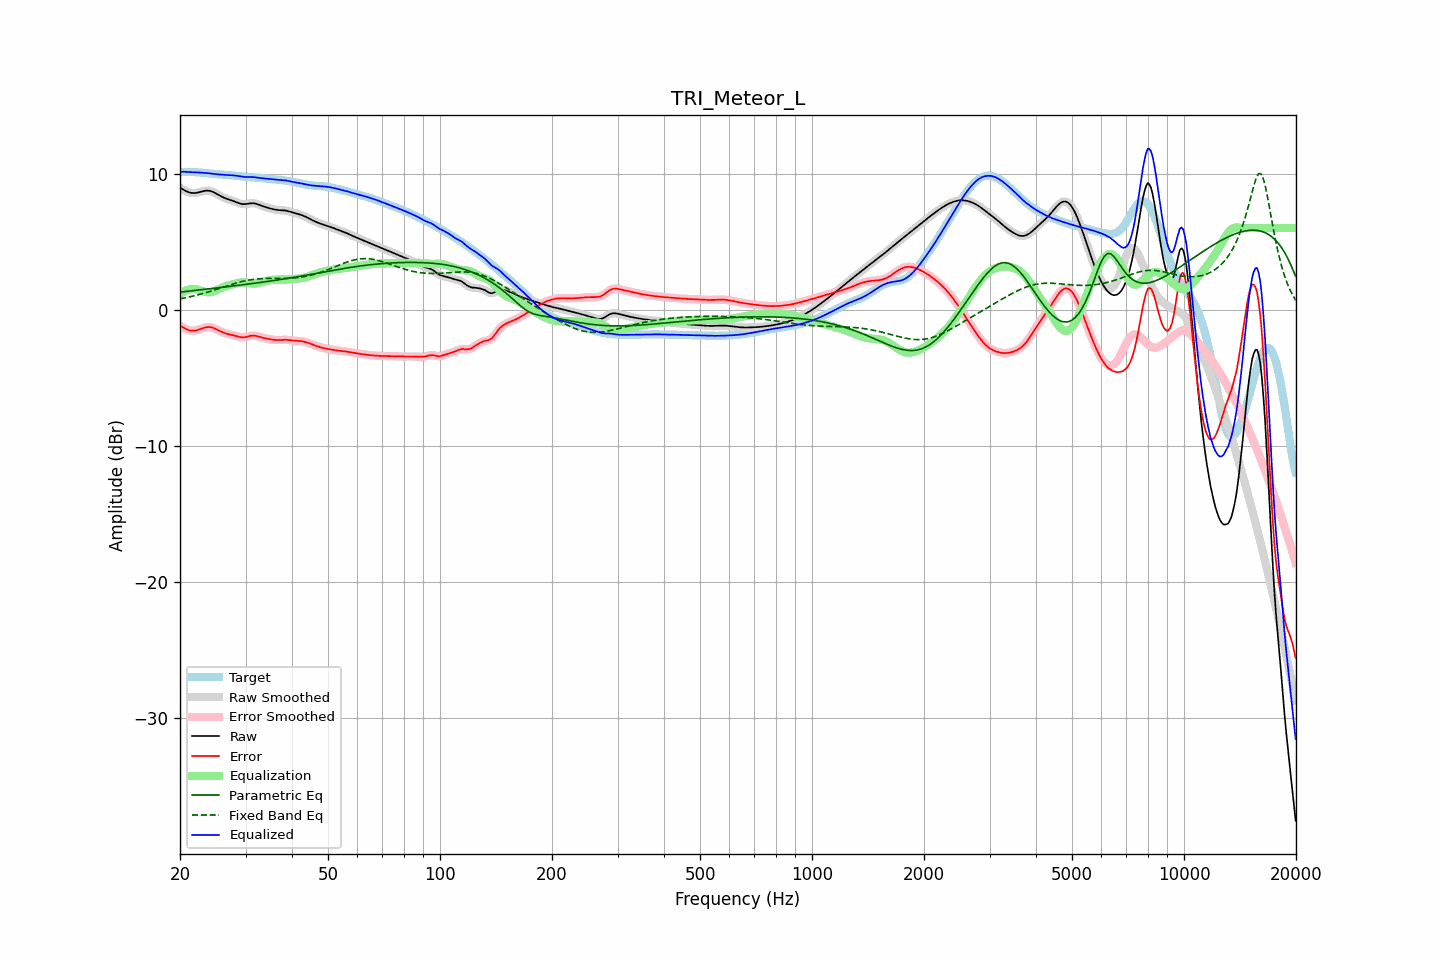 TRI_Meteor_L
Amplitude (dBr)
10
0
−10
−20
−30
Target
Raw Smoothed
Error Smoothed
Raw
Error
Equalization
Parametric Eq
Fixed Band Eq
Equalized
20 50 100 200 500 1000 2000 5000 10000 20000
Frequency (Hz)